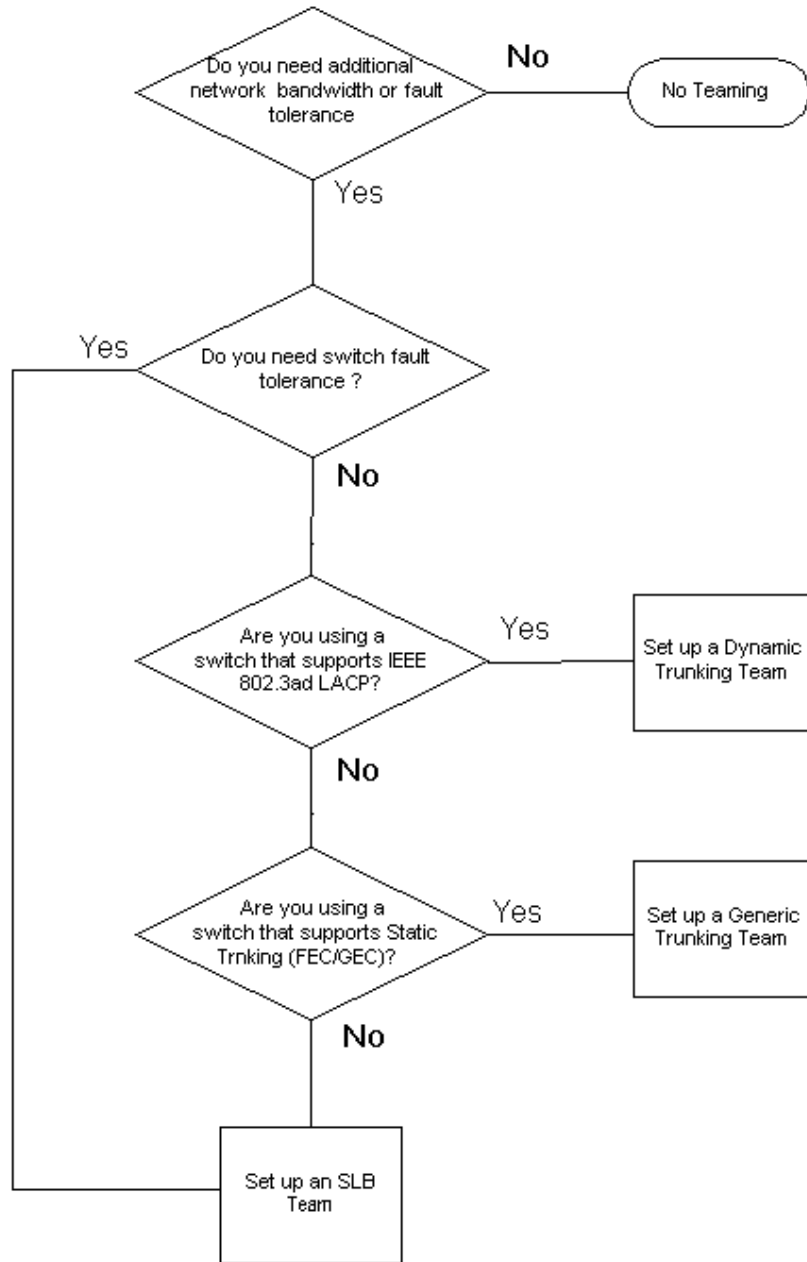 Do you need additional
network bandwidth or fault
tolerance
No
No Teaming
Yes
Yes
Do you need switch fault
tolerance ?
No
Are you using a
switch that supports IEEE
802.3ad LACP?
Yes
Set up a Dynamic
Trunking Team
No
Are you using a
switch that supports Static
Trnking (FEC/GEC)?
Yes
Set up a Generic
Trunking Team
No
Set up an SLB
Team